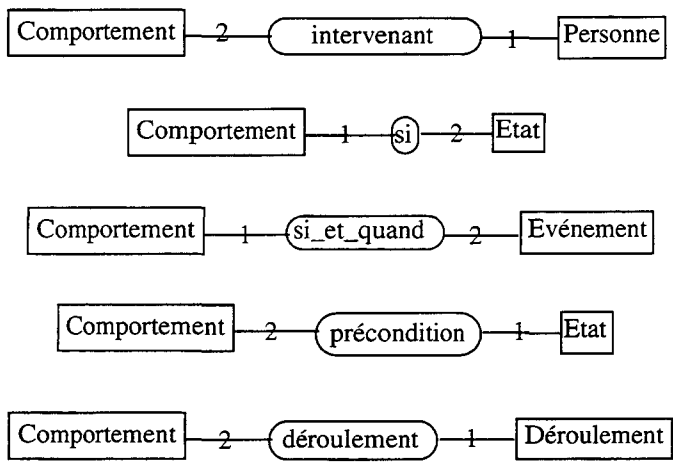 Comportement 2 intervenant 1 Personne
Comportement 1 si 2 Etat
Comportement 1 si_et_quand 2 Evénement
Comportement 2 précondition 1 Etat
Comportement 2 déroulement 1 Déroulement